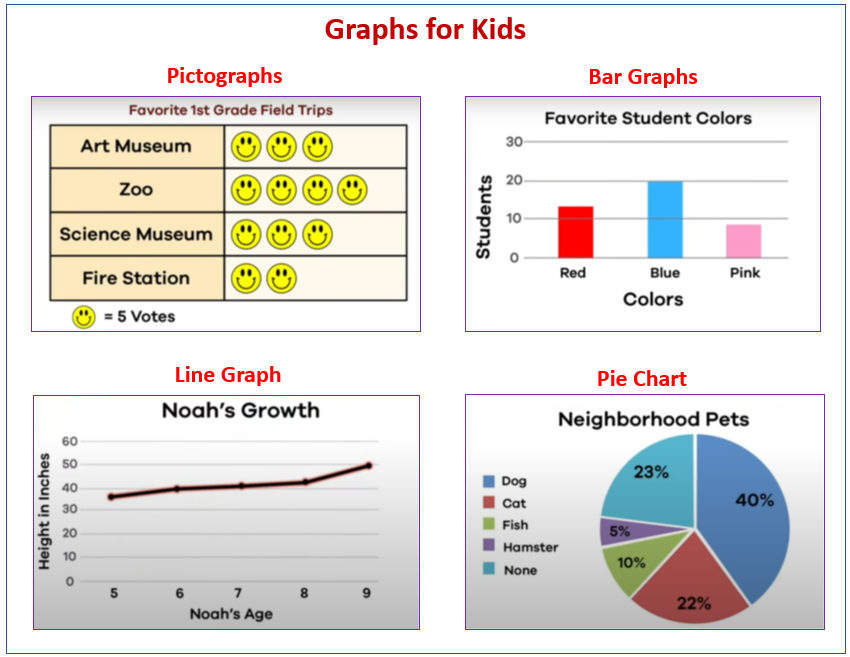 Graphs for Kids
Pictographs
Favorite 1st Grade Field Trips
Art Museum
Zoo
Science Museum
Fire Station
= 5 Votes
Bar Graphs
Favorite Student Colors
30
20
10
0
Students
Red Blue Pink
Colors
Line Graph
Noah's Growth
60
50
40
30
20
10
0
Height in Inches
5 6 7 8 9
Noah's Age
Pie Chart
Neighborhood Pets
Dog
Cat
Fish
Hamster
None
23%
40%
5%
10%
22%